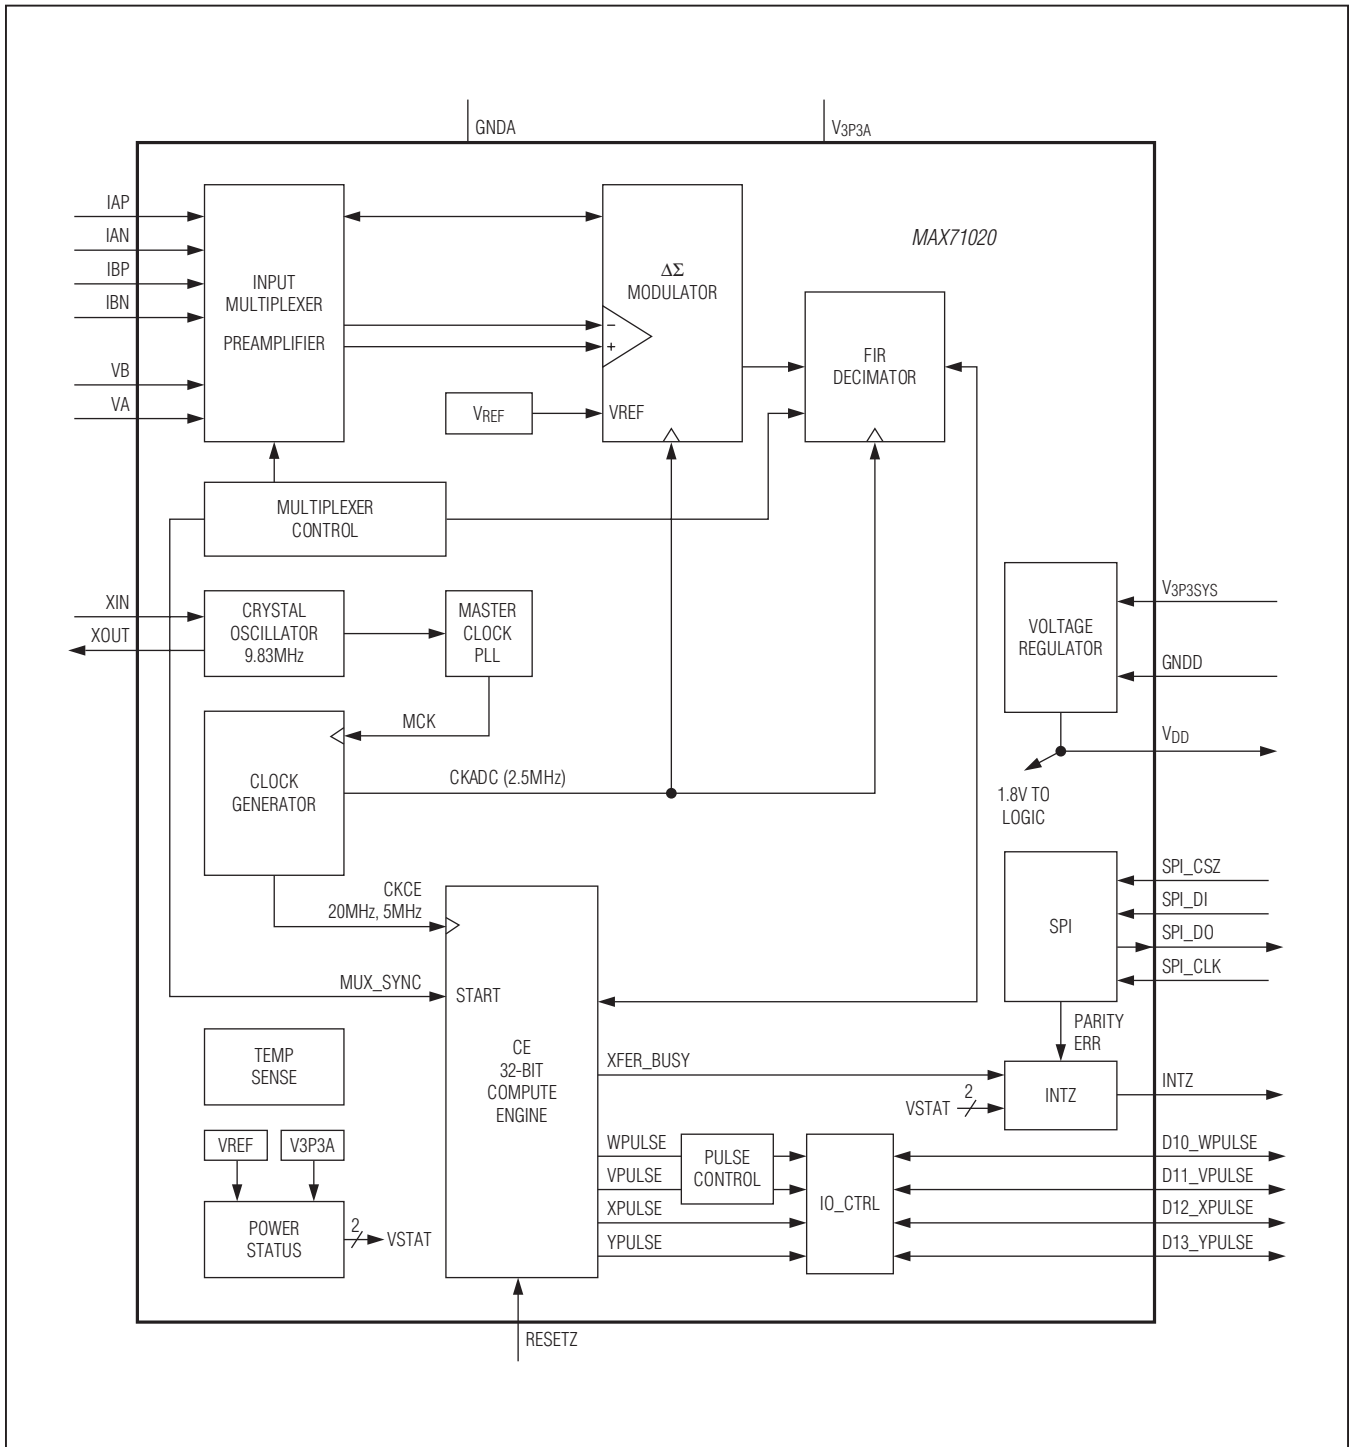 GNDA
V3P3A
MAX71020
IAP
IAN
IBP
IBN
VB
VA
INPUT
MULTIPLEXER
PREAMPLIFIER
ΔΣ
MODULATOR
−
+
VREF
VREF
FIR
DECIMATOR
MULTIPLEXER
CONTROL
XIN
XOUT
CRYSTAL
OSCILLATOR
9.83MHz
MASTER
CLOCK
PLL
MCK
CLOCK
GENERATOR
CKADC (2.5MHz)
VOLTAGE
REGULATOR
V3P3SYS
GNDD
VDD
1.8V TO
LOGIC
CKCE
20MHz, 5MHz
MUX_SYNC
START
CE
32-BIT
COMPUTE
ENGINE
SPI
SPI_CSZ
SPI_DI
SPI_DO
SPI_CLK
PARITY
ERR
TEMP
SENSE
XFER_BUSY
VSTAT
2
INTZ
INTZ
VREF
V3P3A
POWER
STATUS
2
VSTAT
WPULSE
VPULSE
XPULSE
YPULSE
PULSE
CONTROL
IO_CTRL
D10_WPULSE
D11_VPULSE
D12_XPULSE
D13_YPULSE
RESETZ